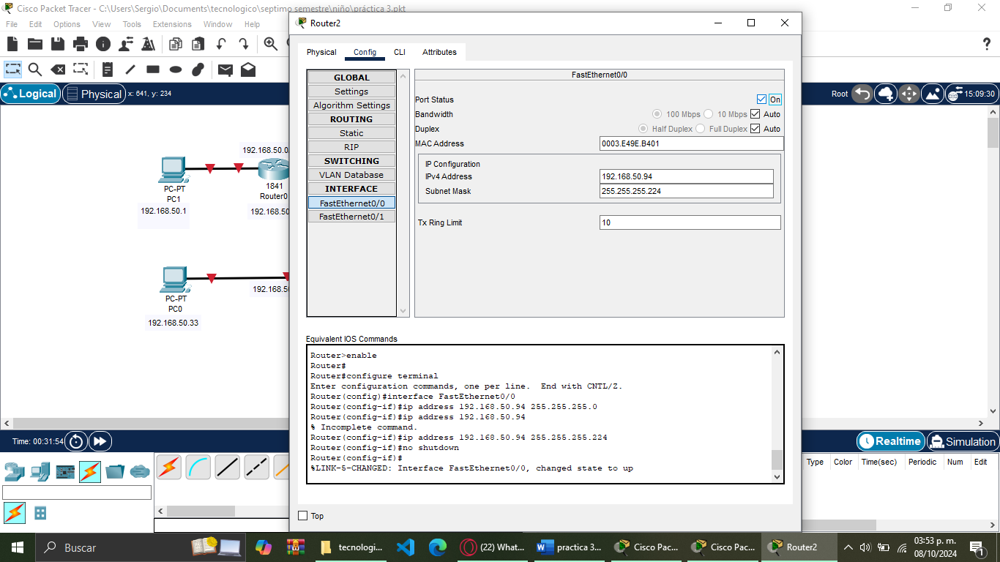 Cisco Packet Tracer - C:\Users\Sergio\Documents\tecnologico\septimo semestre\niño\práctica 3.pkt
File Edit Options View Tools Extensions Window Help
Logical Physical x: 641, y: 234
Root 15:09:30
192.168.50.0
1841
Router0
PC-PT
PC1
192.168.50.1
192.168.50
PC-PT
PC0
192.168.50.33
192.168.5
Router2
Physical Config CLI Attributes
GLOBAL
Settings
Algorithm Settings
ROUTING
Static
RIP
SWITCHING
VLAN Database
INTERFACE
FastEthernet0/0
FastEthernet0/1
FastEthernet0/0
Port Status On
Bandwidth 100 Mbps 10 Mbps Auto
Duplex Half Duplex Full Duplex Auto
MAC Address 0003.E49E.B401
IP Configuration
IPv4 Address 192.168.50.94
Subnet Mask 255.255.255.224
Tx Ring Limit 10
Equivalent IOS Commands
Router>enable
Router#
Router#configure terminal
Enter configuration commands, one per line. End with CNTL/Z.
Router(config)#interface FastEthernet0/0
Router(config-if)#ip address 192.168.50.94 255.255.255.0
Router(config-if)#ip address 192.168.50.94
% Incomplete command.
Router(config-if)#ip address 192.168.50.94 255.255.255.224
Router(config-if)#no shutdown
Router(config-if)#
%LINK-5-CHANGED: Interface FastEthernet0/0, changed state to up
Top
Time: 00:31:54
Realtime Simulation
Type Color Time(sec) Periodic Num Edit
Buscar
tecnologi...
(22) What...
practica 3...
Cisco Pac...
Cisco Pac...
Router2
03:53 p. m.
08/10/2024
1